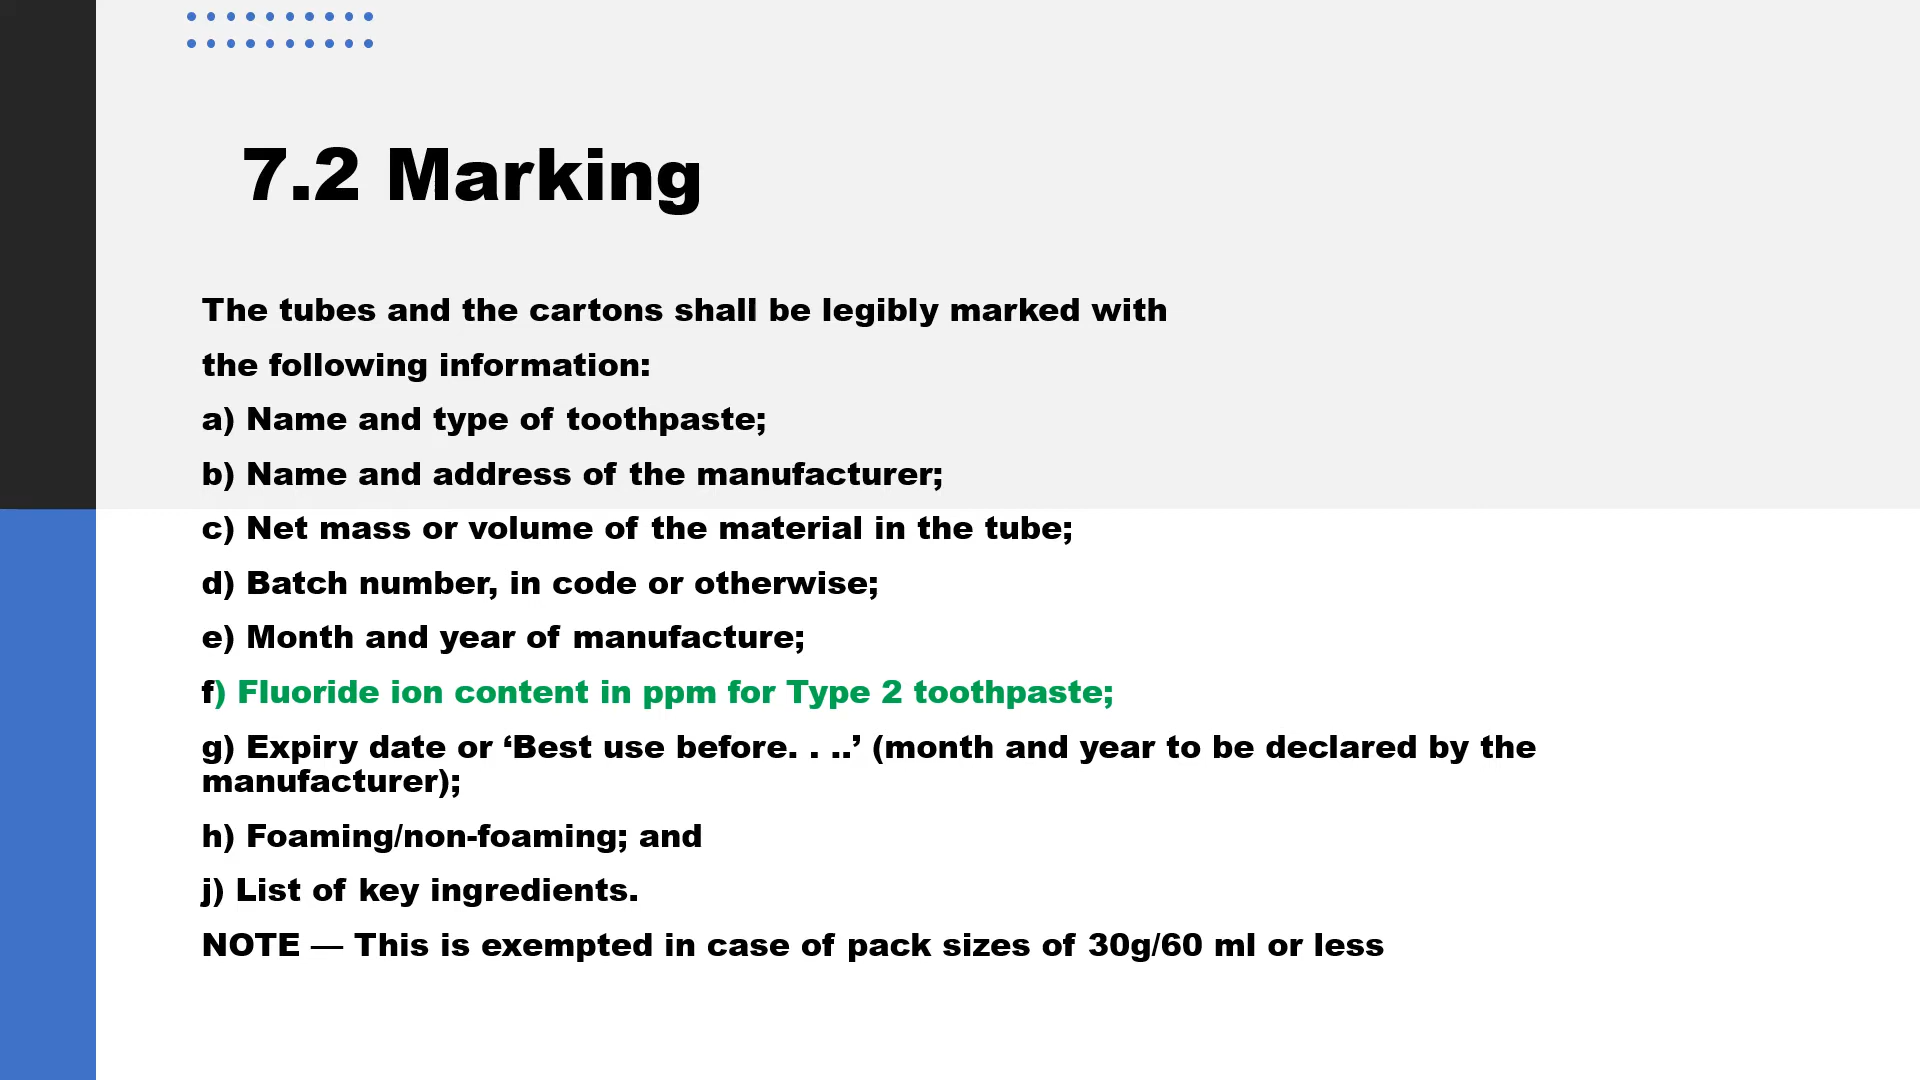 7.2 Marking
The tubes and the cartons shall be legibly marked with
the following information:
a) Name and type of toothpaste;
b) Name and address of the manufacturer;
c) Net mass or volume of the material in the tube;
d) Batch number, in code or otherwise;
e) Month and year of manufacture;
f) Fluoride ion content in ppm for Type 2 toothpaste;
g) Expiry date or ‘Best use before. . ..’ (month and year to be declared by the
manufacturer);
h) Foaming/non-foaming; and
j) List of key ingredients.
NOTE — This is exempted in case of pack sizes of 30g/60 ml or less